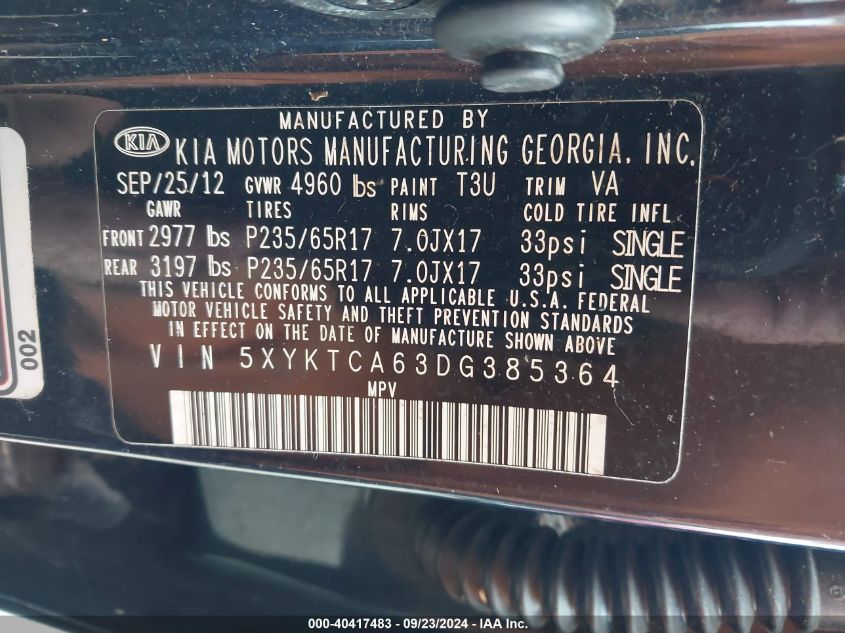 MANUFACTURED BY
KIA KIA MOTORS MANUFACTURING GEORGIA, INC.
SEP/25/12 GVWR 4960 lbs PAINT T3U TRIM VA
GAWR TIRES RIMS COLD TIRE INFL
FRONT 2977 lbs P235/65R17 7.0JX17 33psi SINGLE
REAR 3197 lbs P235/65R17 7.0JX17 33psi SINGLE
THIS VEHICLE CONFORMS TO ALL APPLICABLE U.S.A. FEDERAL
MOTOR VEHICLE SAFETY AND THEFT PREVENTION STANDARDS
IN EFFECT ON THE DATE OF MANUFACTURE SHOWN ABOVE
VIN 5XYKTCA63DG385364
MPV
002
000-40417483 - 09/23/2024 - IAA Inc.